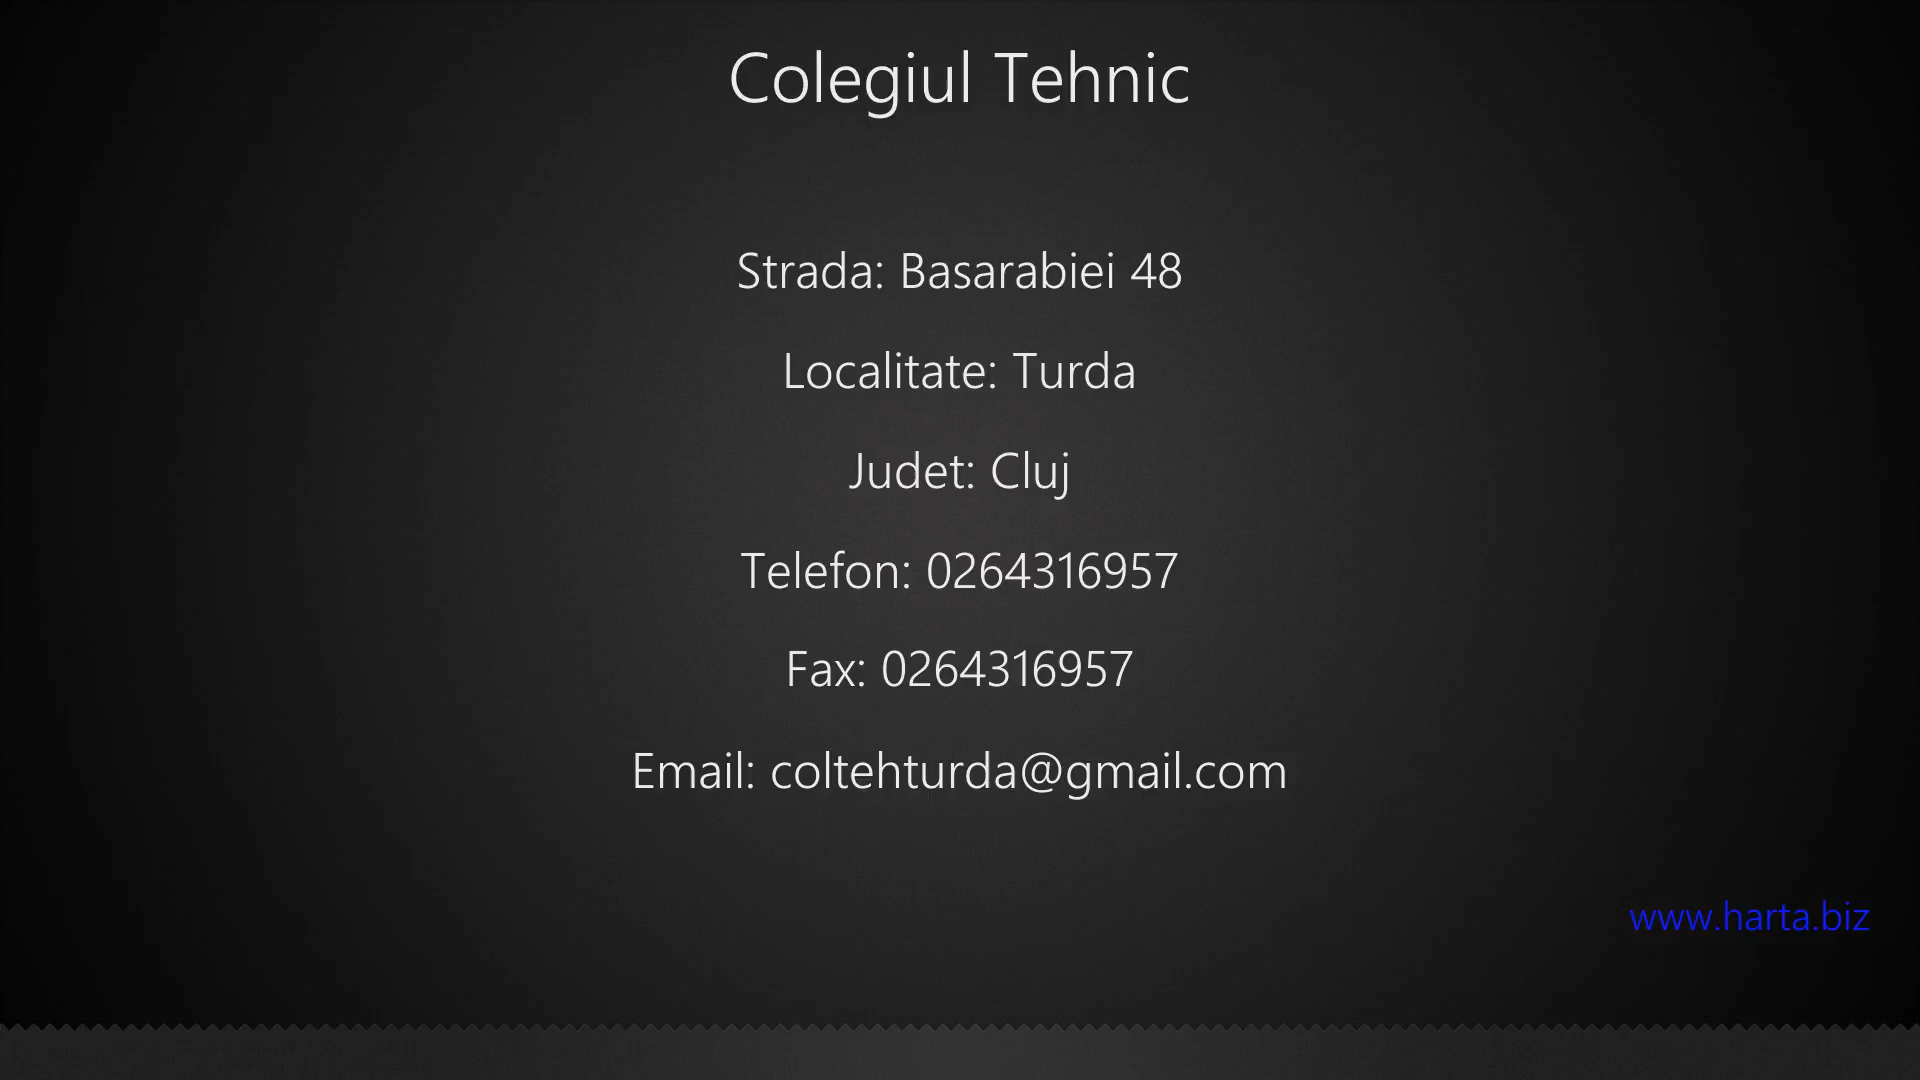 Colegiul Tehnic
Strada: Basarabiei 48
Localitate: Turda
Judet: Cluj
Telefon: 0264316957
Fax: 0264316957
Email: coltehturda@gmail.com
www.harta.biz